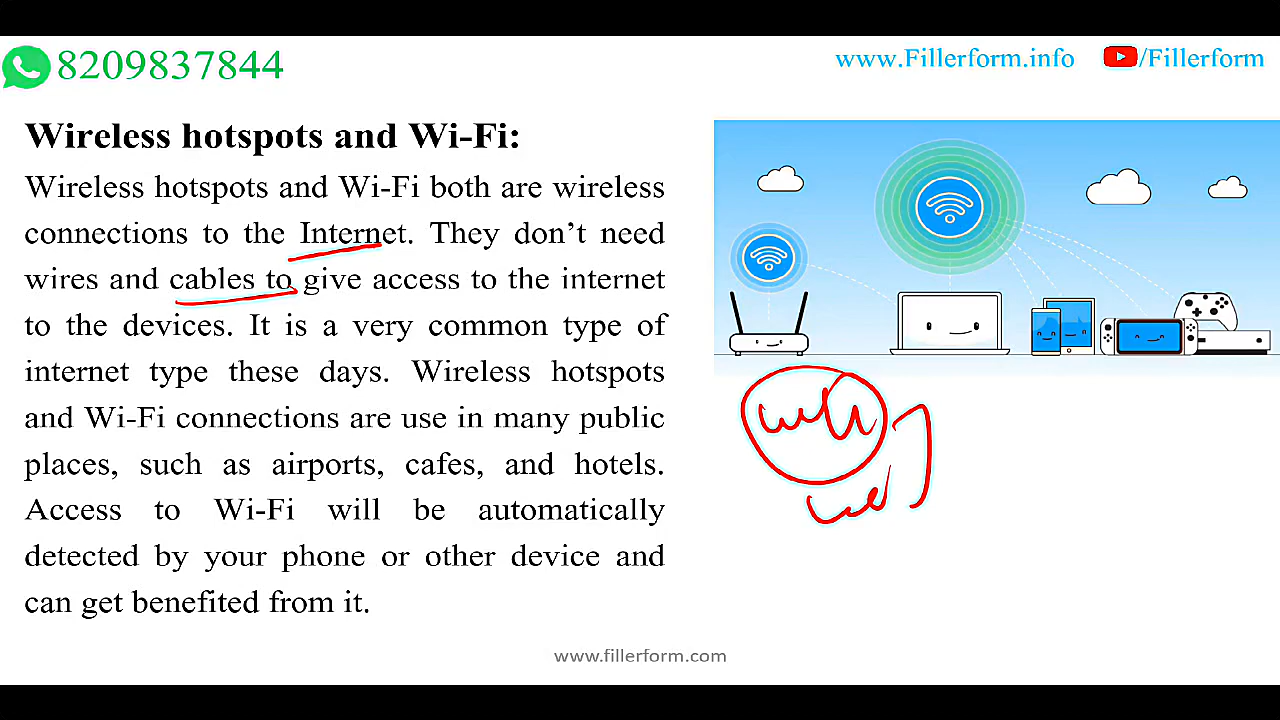 8209837844
www.Fillerform.info
/Fillerform
Wireless hotspots and Wi-Fi:
Wireless hotspots and Wi-Fi both are wireless
connections to the Internet. They don’t need
wires and cables to give access to the internet
to the devices. It is a very common type of
internet type these days. Wireless hotspots
and Wi-Fi connections are use in many public
places, such as airports, cafes, and hotels.
Access to Wi-Fi will be automatically
detected by your phone or other device and
can get benefited from it.
www.fillerform.com